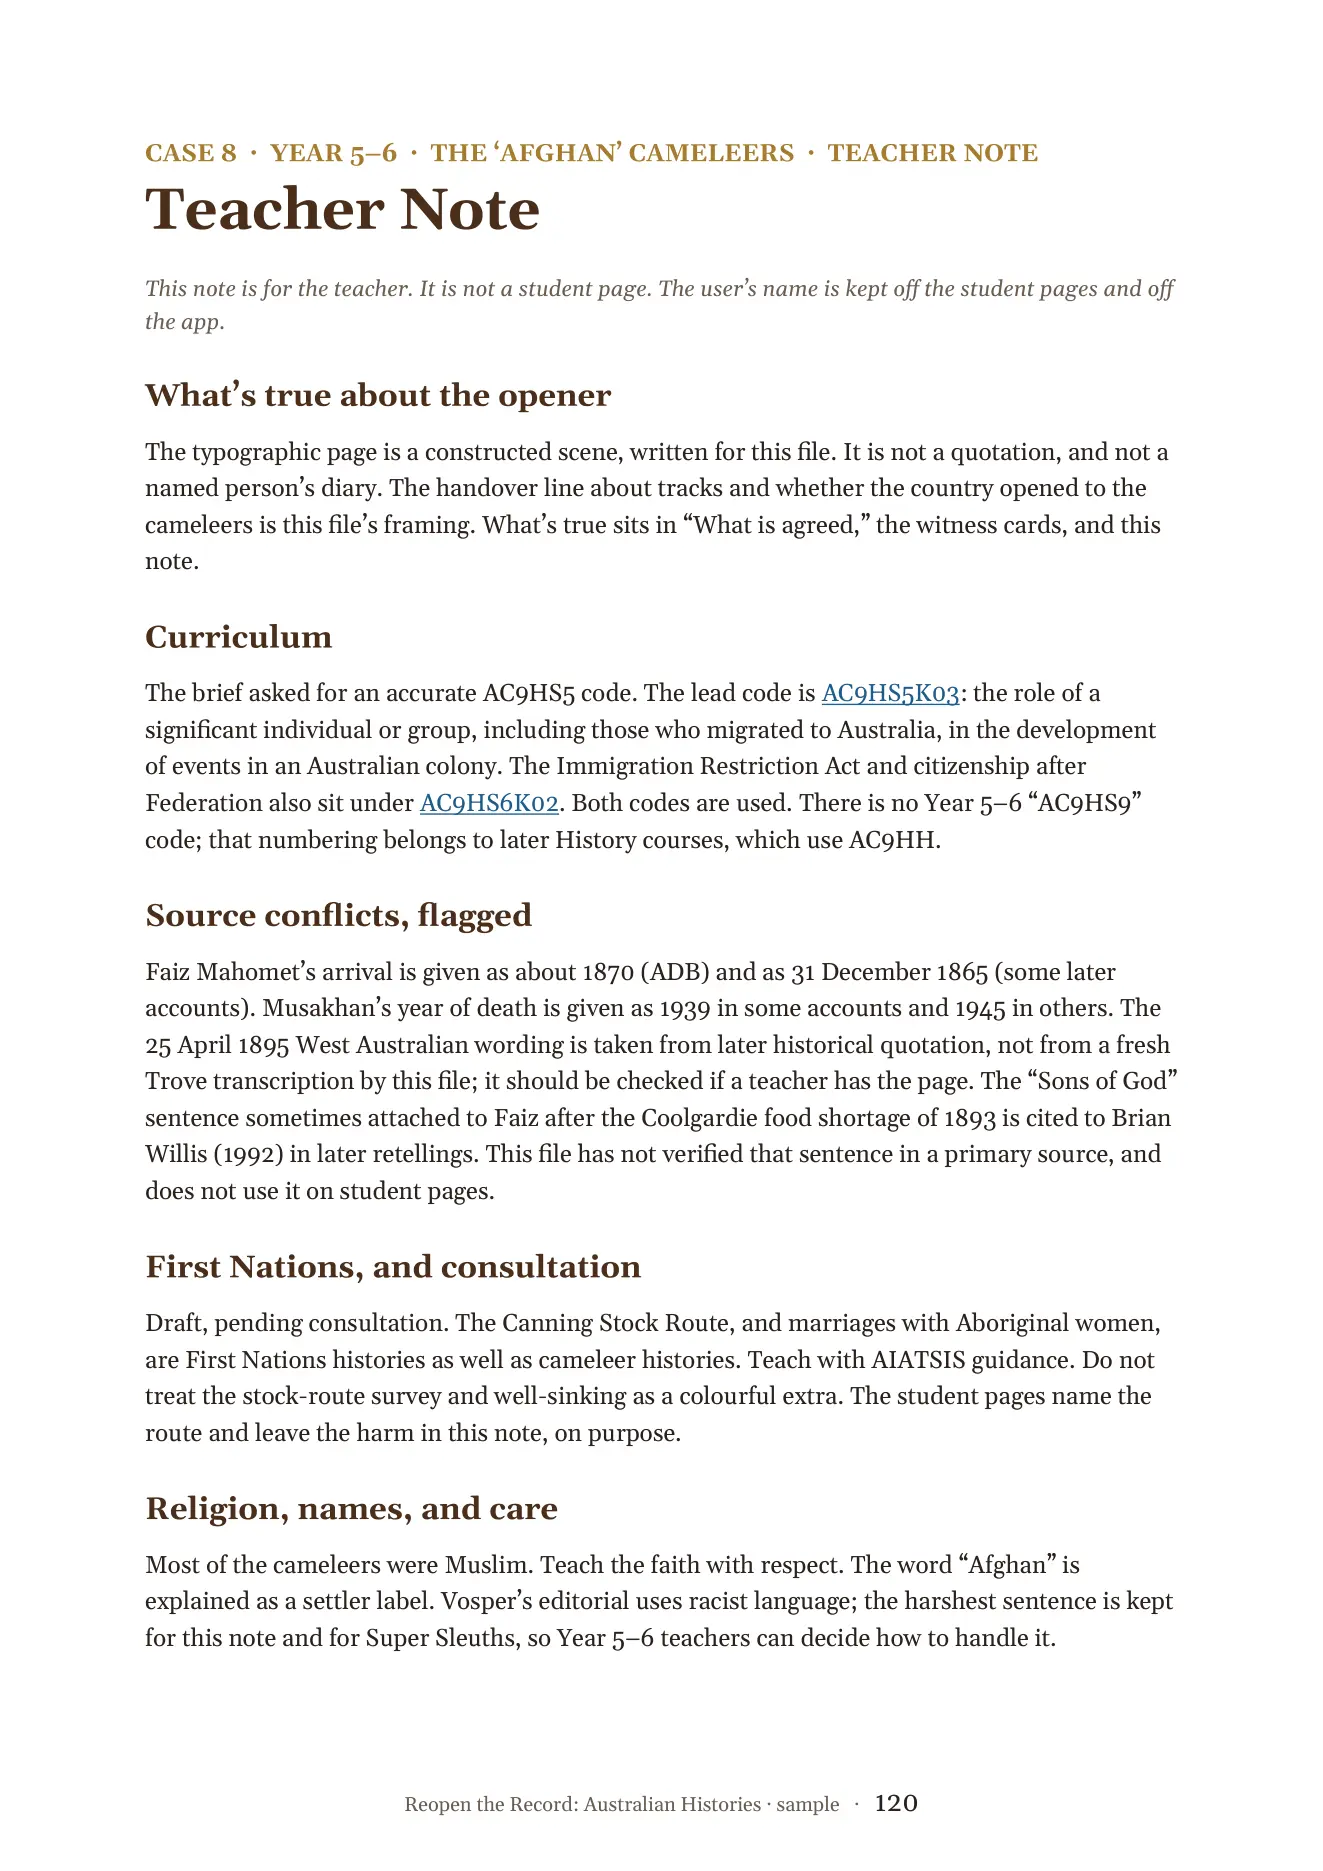 CASE 8 · YEAR 5–6 · THE ‘AFGHAN’ CAMELEERS · TEACHER NOTE
Teacher Note
This note is for the teacher. It is not a student page. The user’s name is kept off the student pages and off
the app.
What’s true about the opener
The typographic page is a constructed scene, written for this file. It is not a quotation, and not a
named person’s diary. The handover line about tracks and whether the country opened to the
cameleers is this file’s framing. What’s true sits in “What is agreed,” the witness cards, and this
note.
Curriculum
The brief asked for an accurate AC9HS5 code. The lead code is AC9HS5K03: the role of a
significant individual or group, including those who migrated to Australia, in the development
of events in an Australian colony. The Immigration Restriction Act and citizenship after
Federation also sit under AC9HS6K02. Both codes are used. There is no Year 5–6 “AC9HS9”
code; that numbering belongs to later History courses, which use AC9HH.
Source conflicts, flagged
Faiz Mahomet’s arrival is given as about 1870 (ADB) and as 31 December 1865 (some later
accounts). Musakhan’s year of death is given as 1939 in some accounts and 1945 in others. The
25 April 1895 West Australian wording is taken from later historical quotation, not from a fresh
Trove transcription by this file; it should be checked if a teacher has the page. The “Sons of God”
sentence sometimes attached to Faiz after the Coolgardie food shortage of 1893 is cited to Brian
Willis (1992) in later retellings. This file has not verified that sentence in a primary source, and
does not use it on student pages.
First Nations, and consultation
Draft, pending consultation. The Canning Stock Route, and marriages with Aboriginal women,
are First Nations histories as well as cameleer histories. Teach with AIATSIS guidance. Do not
treat the stock-route survey and well-sinking as a colourful extra. The student pages name the
route and leave the harm in this note, on purpose.
Religion, names, and care
Most of the cameleers were Muslim. Teach the faith with respect. The word “Afghan” is
explained as a settler label. Vosper’s editorial uses racist language; the harshest sentence is kept
for this note and for Super Sleuths, so Year 5–6 teachers can decide how to handle it.
Reopen the Record: Australian Histories · sample · 120